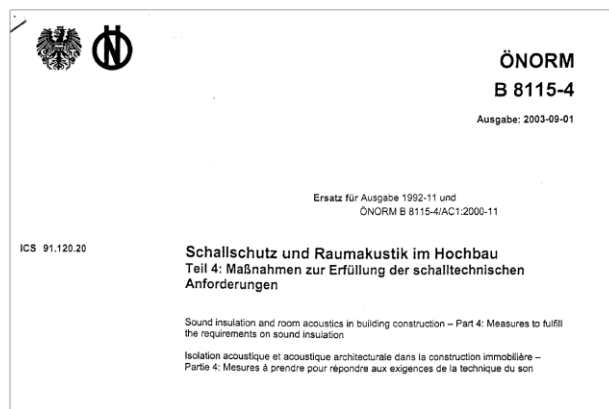 ÖNORM
B 8115-4
Ausgabe: 2003-09-01
Ersatz für Ausgabe 1992-11 und
ÖNORM B 8115-4/AC1:2000-11
ICS 91.120.20
Schallschutz und Raumakustik im Hochbau
Teil 4: Maßnahmen zur Erfüllung der schalltechnischen
Anforderungen
Sound insulation and room acoustics in building construction – Part 4: Measures to fulfill
the requirements on sound insulation
Isolation acoustique et acoustique architecturale dans la construction immobilière –
Partie 4: Mesures à prendre pour répondre aux exigences de la technique du son